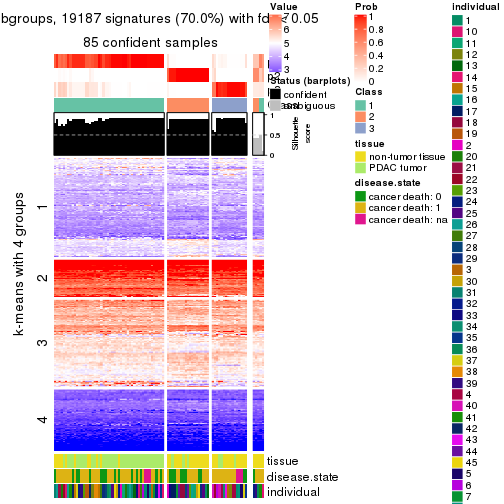 bgroups, 19187 signatures (70.0%) with fdr < 0.05
85 confident samples
k-means with 4 groups
1
2
3
4
1
0.5
0
Silhouette
score
tissue
disease.state
individual
Value
6
5
4
3
Status (barplots)
confident
ambiguous
Prob
1
0.8
0.6
0.4
0.2
0
Class
1
2
3
tissue
non-tumor tissue
PDAC tumor
disease.state
cancer death: 0
cancer death: 1
cancer death: na
individual
1
10
11
12
13
14
15
16
17
18
19
2
20
21
22
23
24
25
26
27
28
29
3
30
31
32
33
34
35
36
37
38
39
4
40
41
42
43
44
45
5
6
7